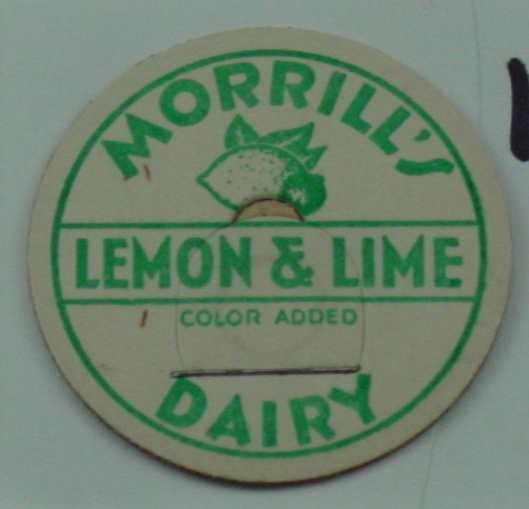 MORRILL'S
LEMON & LIME
COLOR ADDED
DAIRY